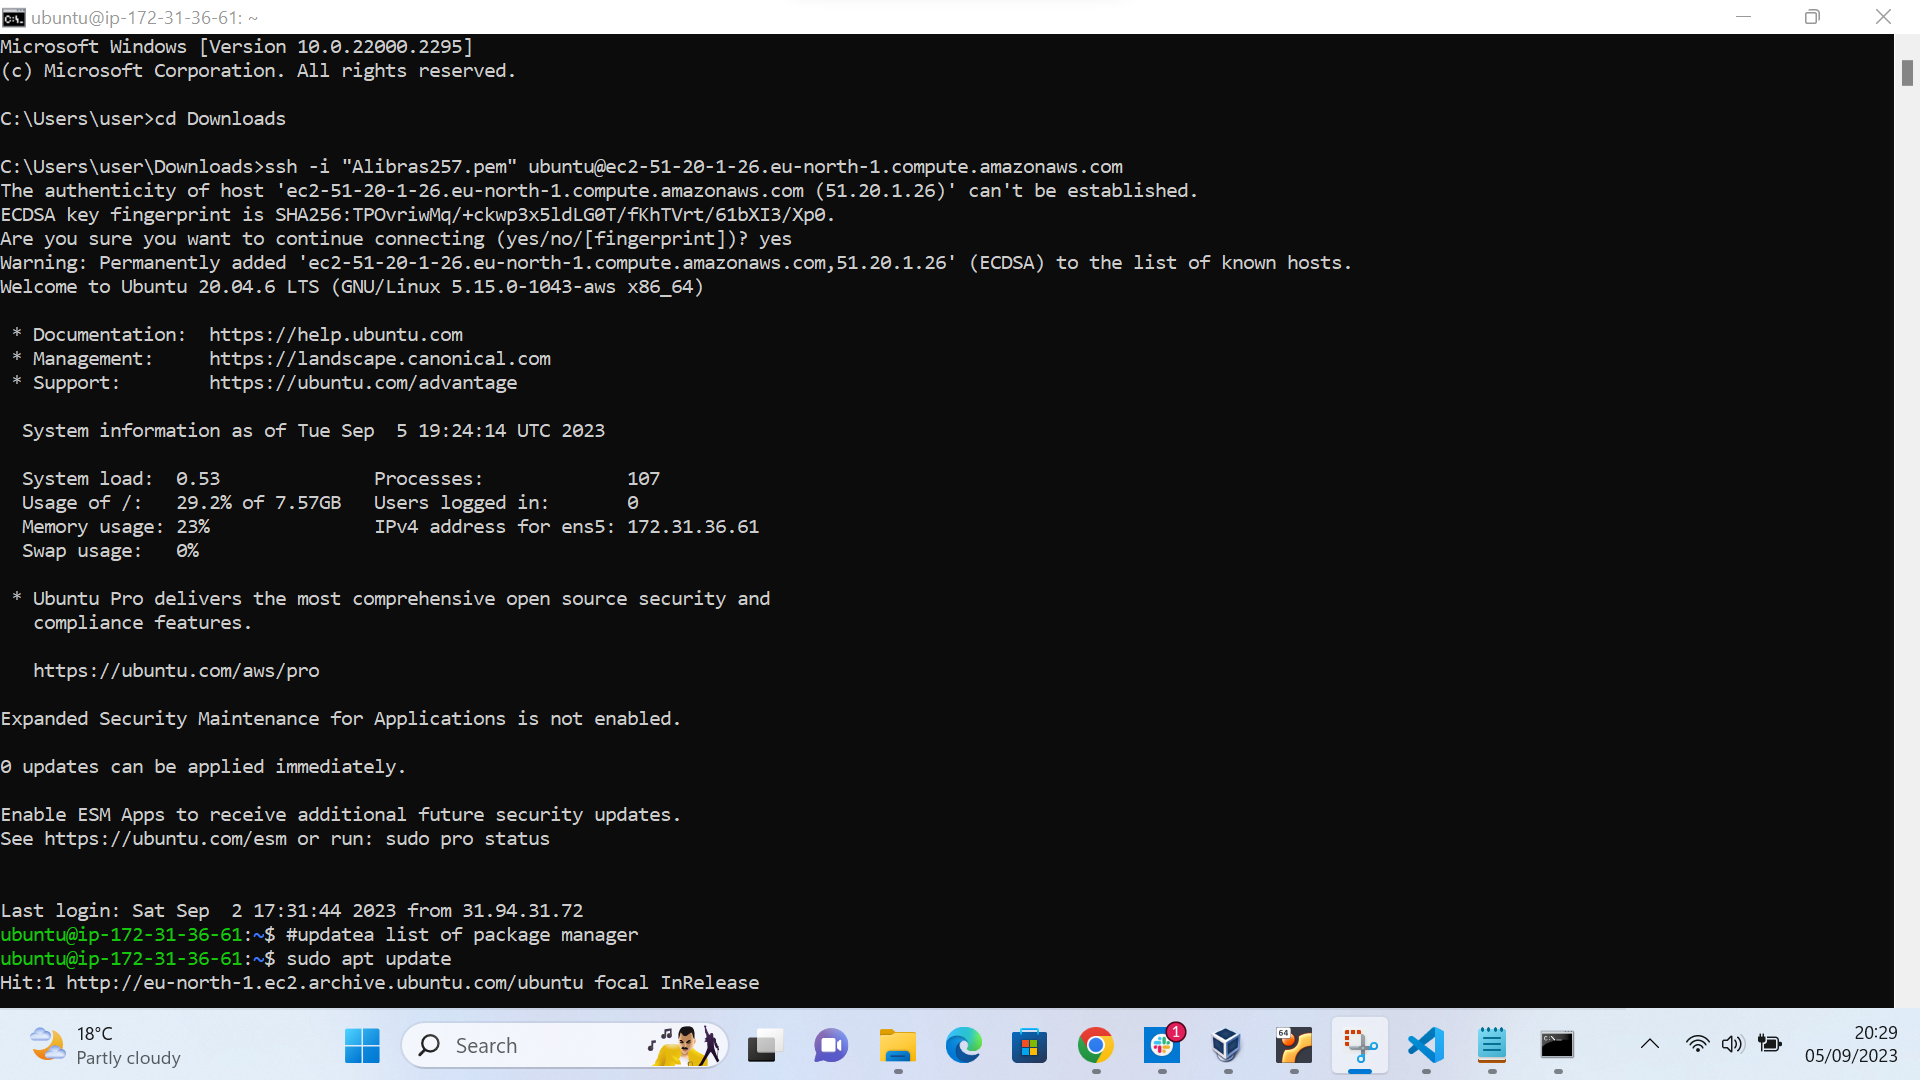 ubuntu@ip-172-31-36-61: ~
Microsoft Windows [Version 10.0.22000.2295]
(c) Microsoft Corporation. All rights reserved.
C:\Users\user>cd Downloads
C:\Users\user\Downloads>ssh -i "Alibras257.pem" ubuntu@ec2-51-20-1-26.eu-north-1.compute.amazonaws.com
The authenticity of host 'ec2-51-20-1-26.eu-north-1.compute.amazonaws.com (51.20.1.26)' can't be established.
ECDSA key fingerprint is SHA256:TPOvriwMq/+ckwp3x5ldLG0T/fKhTVrt/61bXI3/Xp0.
Are you sure you want to continue connecting (yes/no/[fingerprint])? yes
Warning: Permanently added 'ec2-51-20-1-26.eu-north-1.compute.amazonaws.com,51.20.1.26' (ECDSA) to the list of known hosts.
Welcome to Ubuntu 20.04.6 LTS (GNU/Linux 5.15.0-1043-aws x86_64)
* Documentation:  https://help.ubuntu.com
* Management:     https://landscape.canonical.com
* Support:        https://ubuntu.com/advantage
System information as of Tue Sep  5 19:24:14 UTC 2023
System load:  0.53              Processes:             107
Usage of /:   29.2% of 7.57GB   Users logged in:       0
Memory usage: 23%               IPv4 address for ens5: 172.31.36.61
Swap usage:   0%
* Ubuntu Pro delivers the most comprehensive open source security and
compliance features.
https://ubuntu.com/aws/pro
Expanded Security Maintenance for Applications is not enabled.
0 updates can be applied immediately.
Enable ESM Apps to receive additional future security updates.
See https://ubuntu.com/esm or run: sudo pro status
Last login: Sat Sep  2 17:31:44 2023 from 31.94.31.72
ubuntu@ip-172-31-36-61:~$ #updatea list of package manager
ubuntu@ip-172-31-36-61:~$ sudo apt update
Hit:1 http://eu-north-1.ec2.archive.ubuntu.com/ubuntu focal InRelease
18°C
Partly cloudy
Search
1
64
20:29
05/09/2023